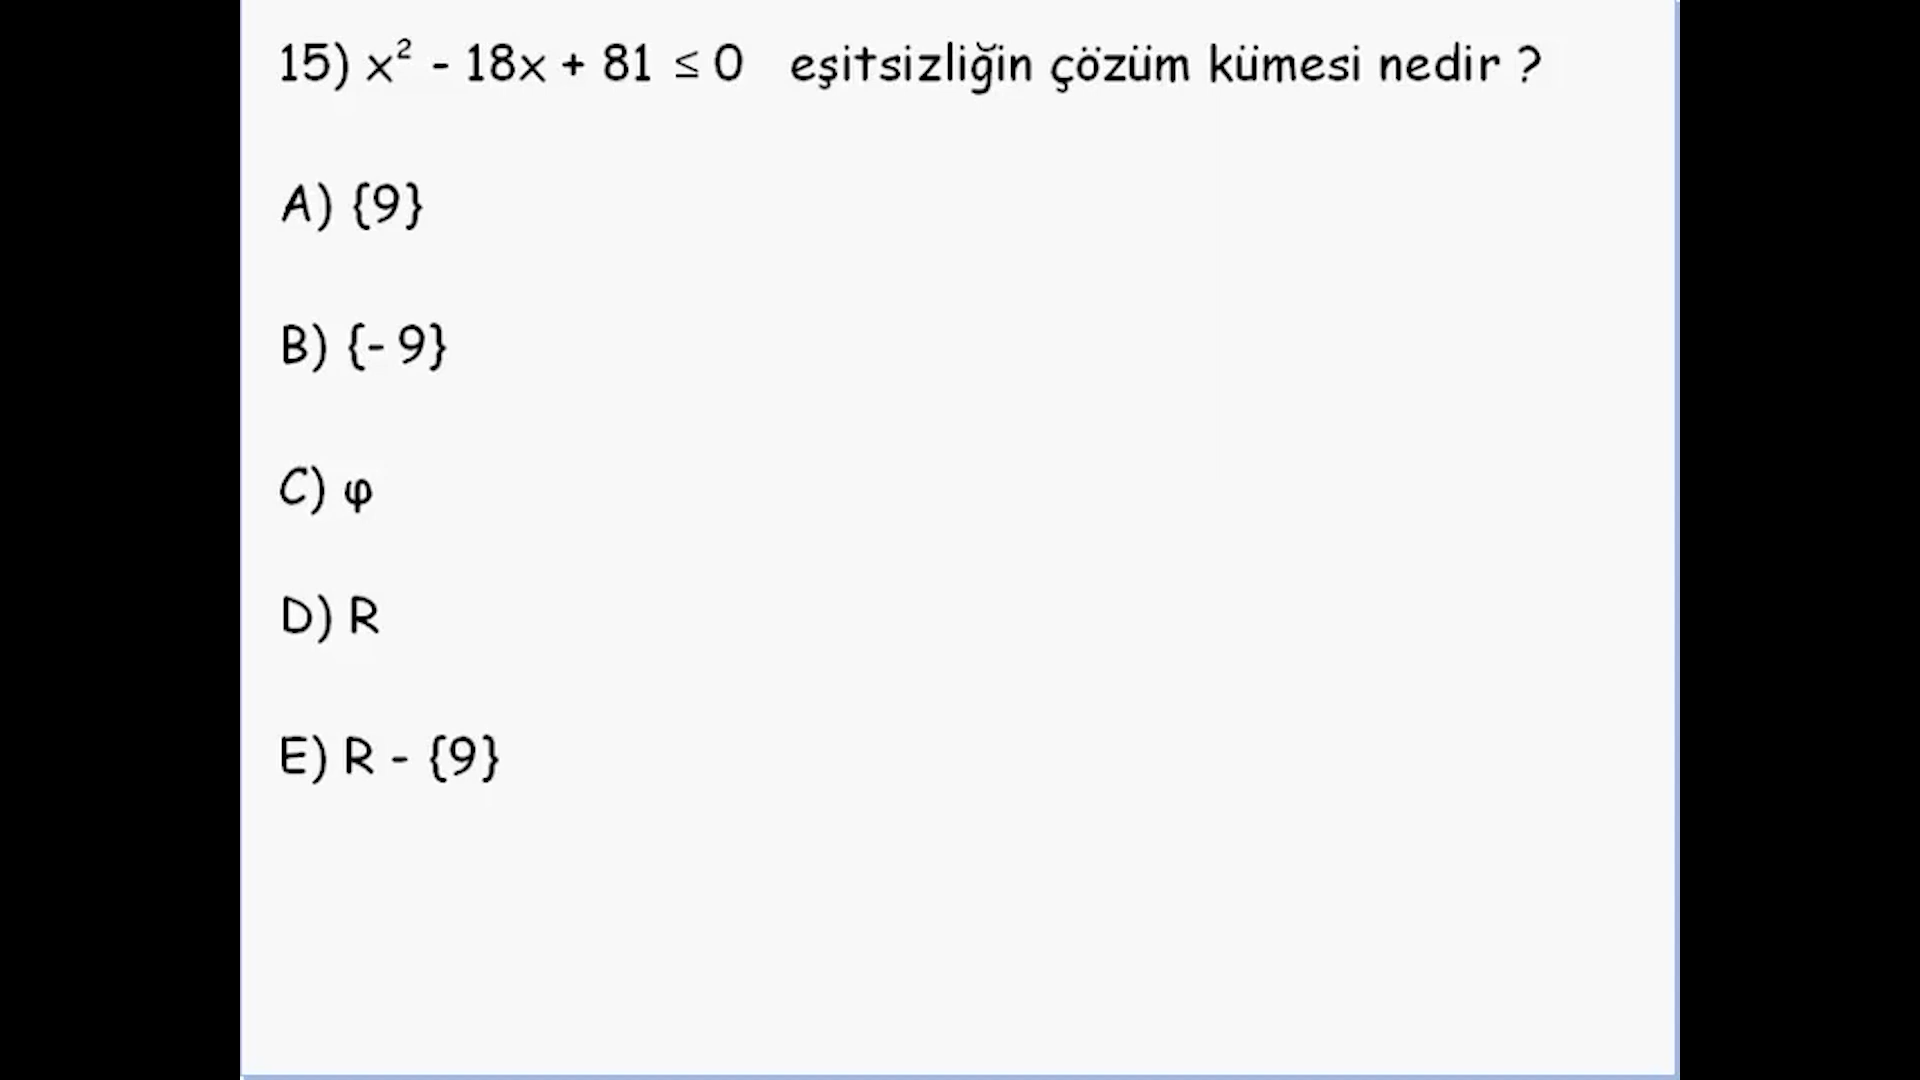 15) x² - 18x + 81 ≤ 0 eşitsizliğin çözüm kümesi nedir ?
A) {9}
B) {- 9}
C) φ
D) R
E) R - {9}